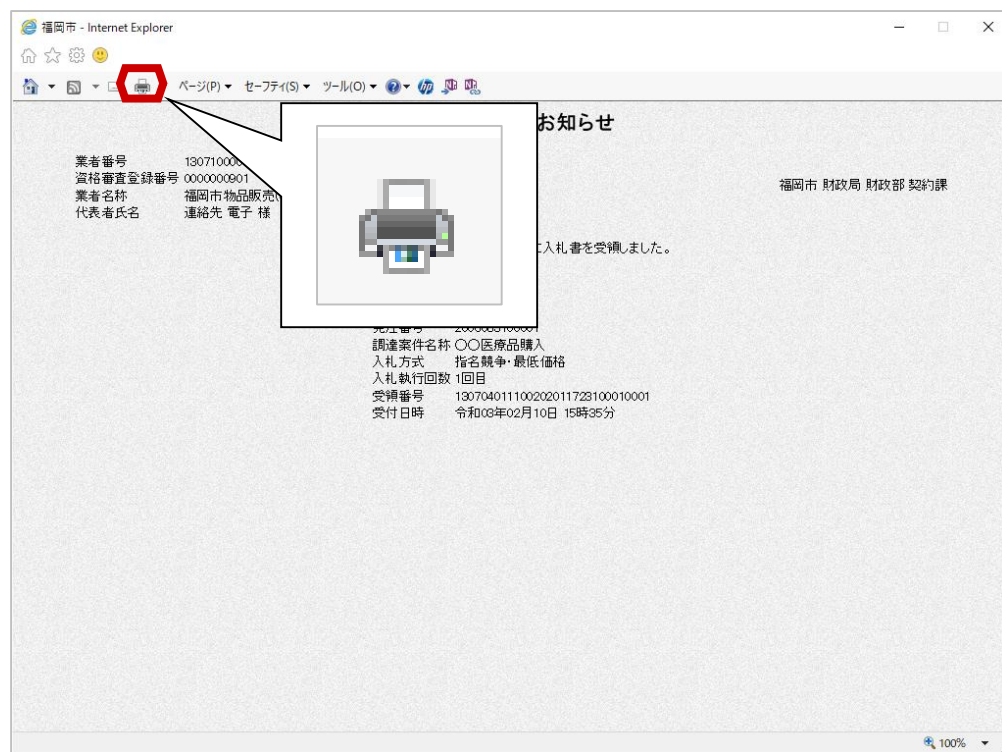 福岡市 - Internet Explorer
ページ(P) セーフティ(S) ツール(O)
お知らせ
業者番号
資格審査登録番号 0000000901
業者名称 福岡市物品販売
代表者氏名 連絡先 電子 様
福岡市 財政局 財政部 契約課
入札書を受領しました。
調達案件名称 〇〇医療品購入
入札方式 指名競争・最低価格
入札執行回数 1回目
受領番号 130704011100202011723100010001
受付日時 令和03年02月10日 15時35分
100%